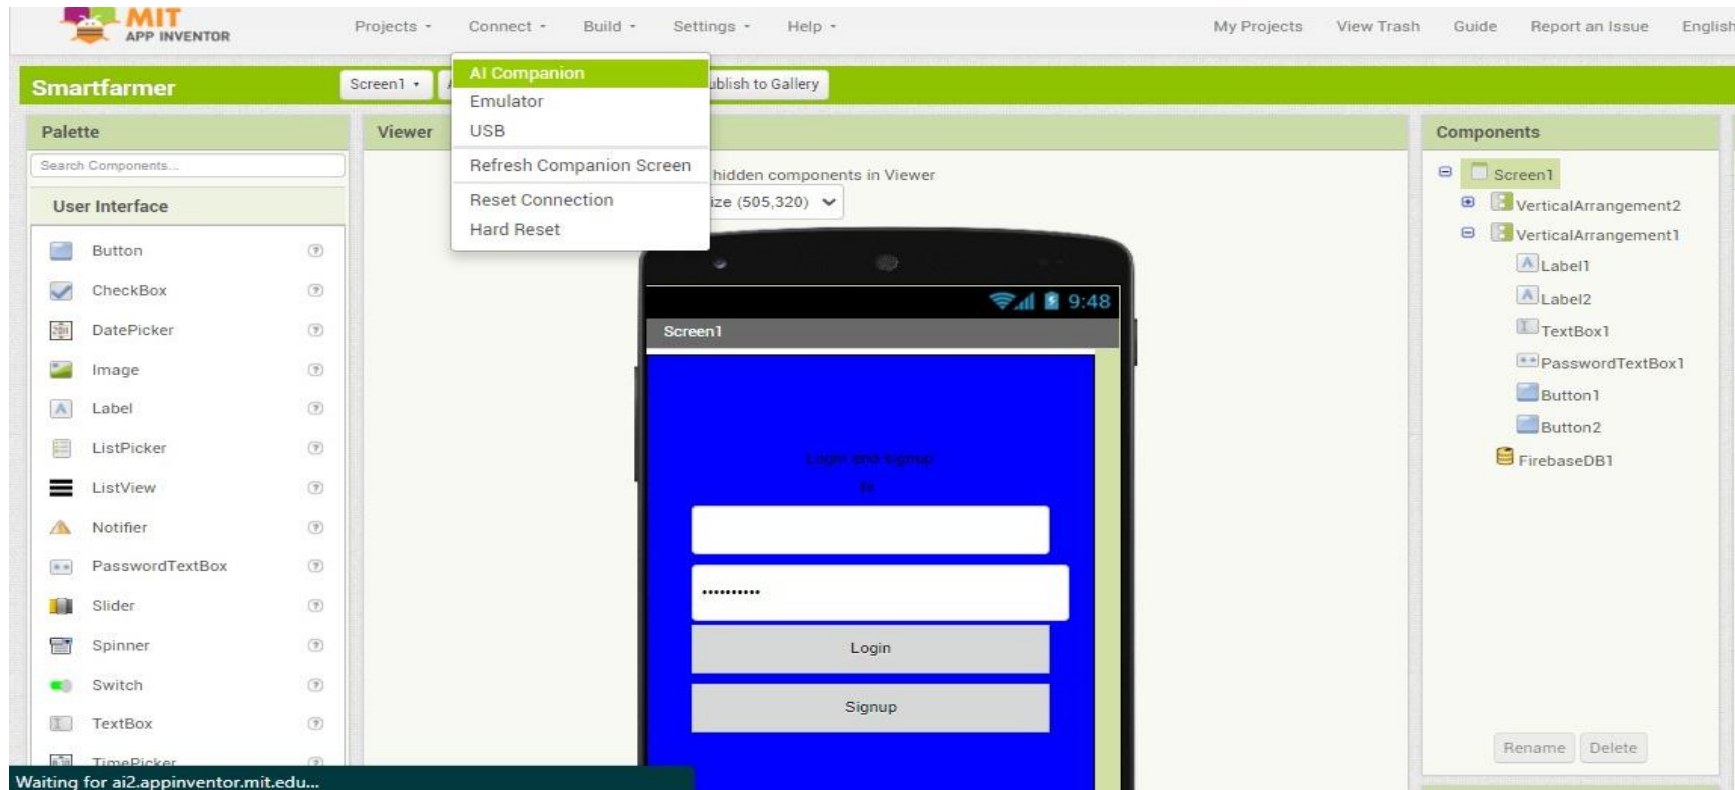 MIT
APP INVENTOR
Projects
Connect
Build
Settings
Help
My Projects View Trash Guide Report an Issue English
Smartfarmer
Screen1
ublish to Gallery
AI Companion
Emulator
USB
Refresh Companion Screen
Reset Connection
Hard Reset
Palette
Search Components...
User Interface
Button
CheckBox
DatePicker
Image
Label
ListPicker
ListView
Notifier
PasswordTextBox
Slider
Spinner
Switch
TextBox
TimePicker
Viewer
hidden components in Viewer
ize (505,320)
9:48
Screen1
Login and signup
••••••••••
Login
Signup
Components
Screen1
VerticalArrangement2
VerticalArrangement1
Label1
Label2
TextBox1
PasswordTextBox1
Button1
Button2
FirebaseDB1
Rename Delete
Waiting for ai2.appinventor.mit.edu...